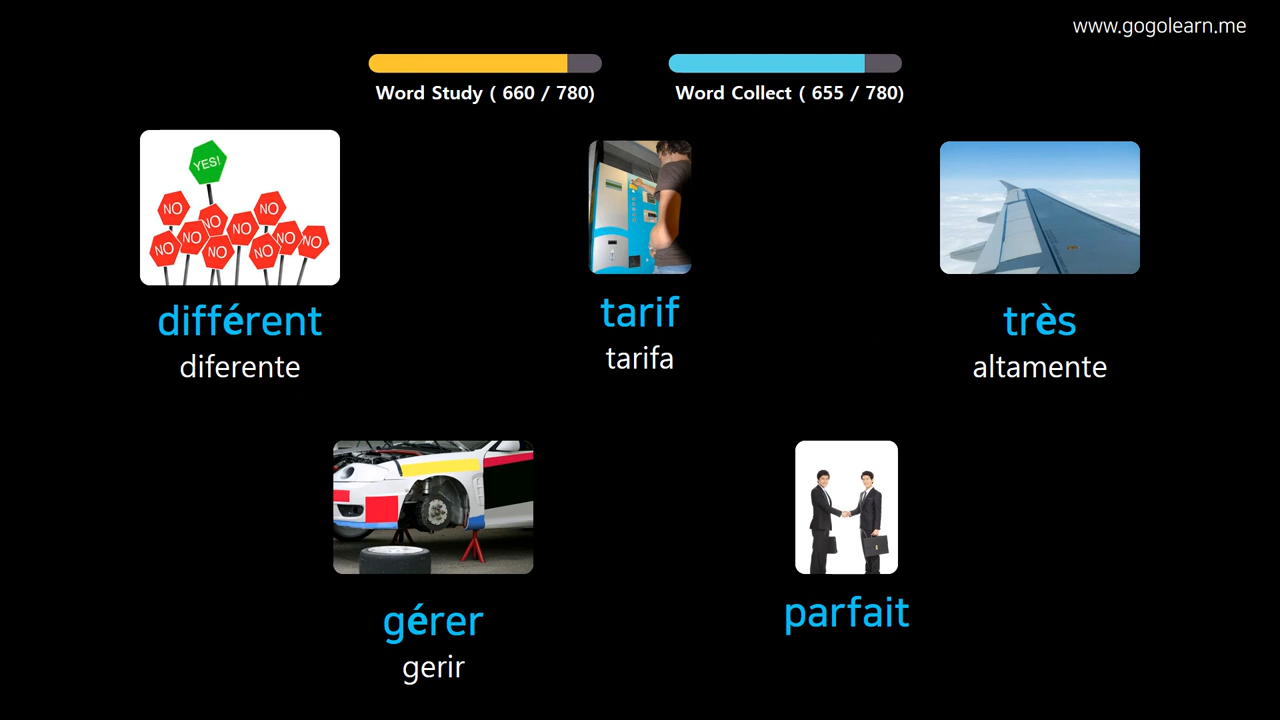 www.gogolearn.me
Word Study ( 660 / 780)
Word Collect ( 655 / 780)
YES!
NO
NO
NO
NO
NO
NO
NO
NO
NO
NO
différent
diferente
tarif
tarifa
très
altamente
gérer
gerir
parfait